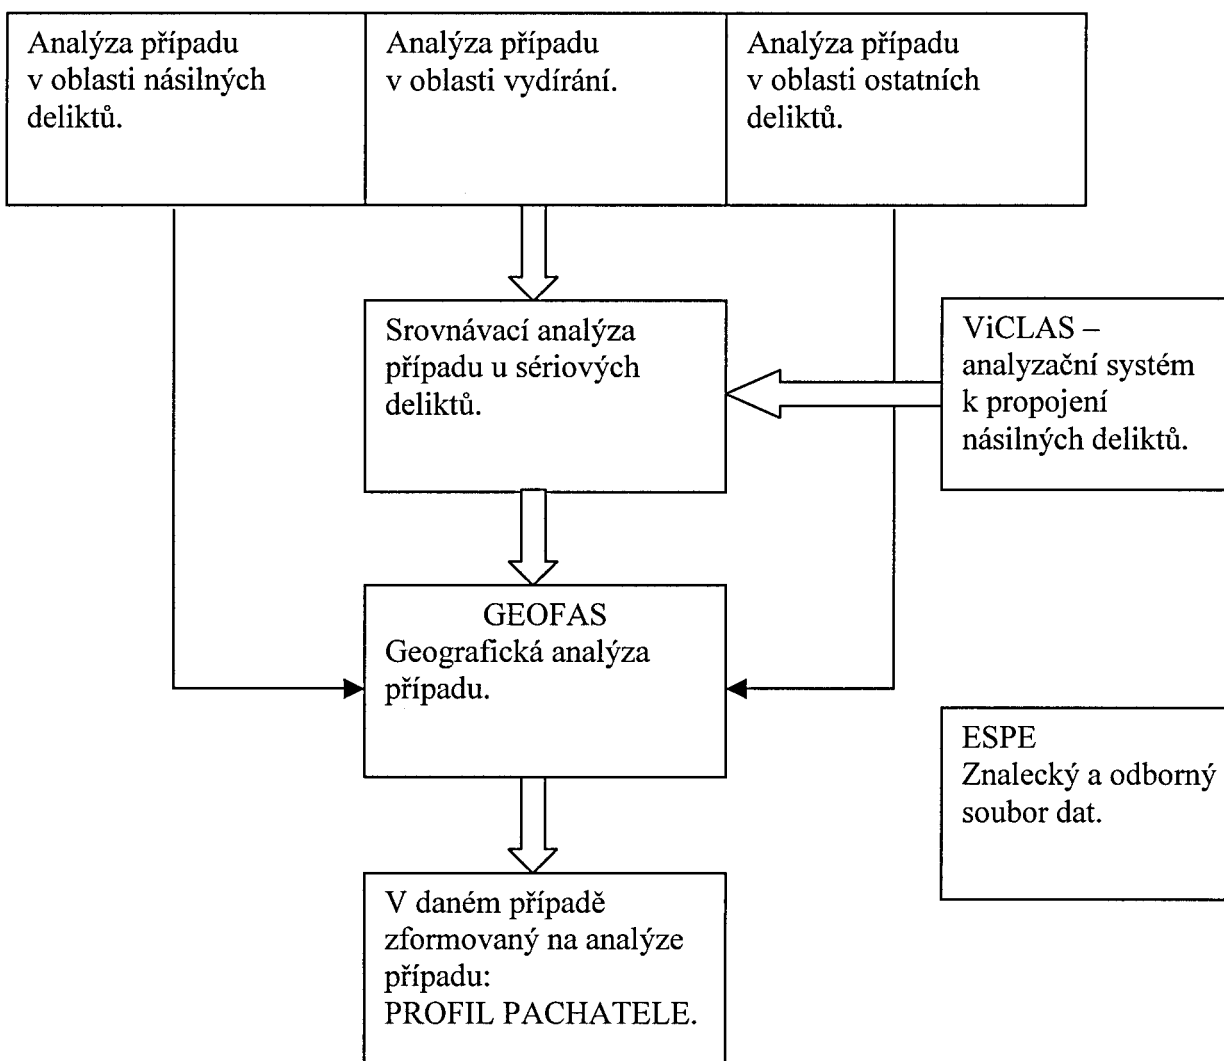 Analýza případu
v oblasti násilných
deliktů.
Analýza případu
v oblasti vydírání.
Analýza případu
v oblasti ostatních
deliktů.
Srovnávací analýza
případu u sériových
deliktů.
ViCLAS –
analyzační systém
k propojení
násilných deliktů.
GEOFAS
Geografická analýza
případu.
ESPE
Znalecký a odborný
soubor dat.
V daném případě
zformovaný na analýze
případu:
PROFIL PACHATELE.